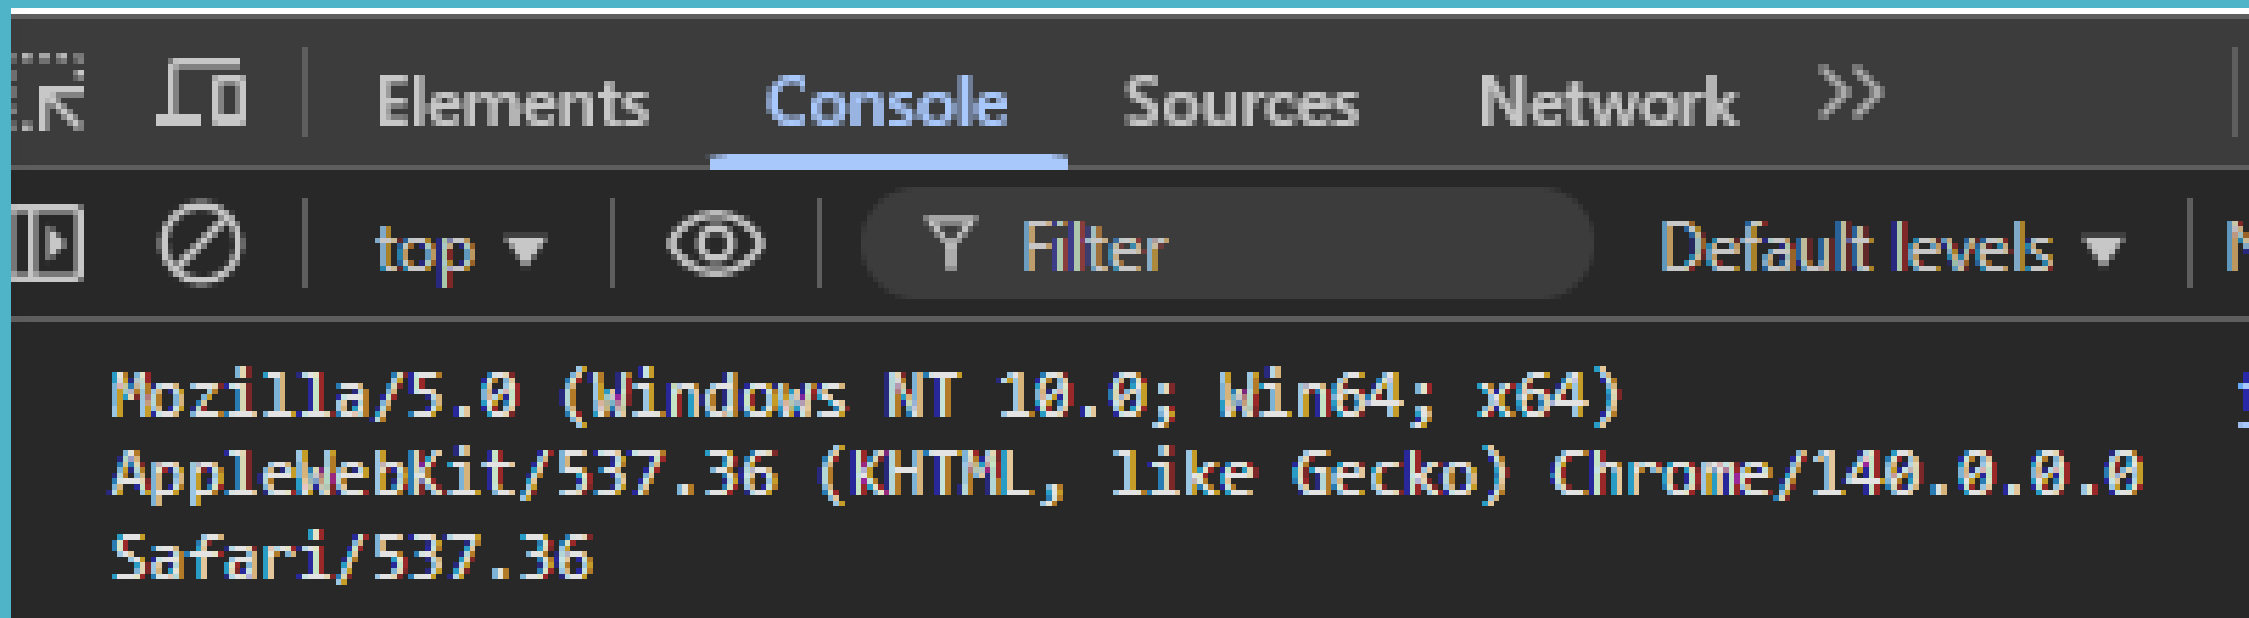 Elements Console Sources Network
top Filter Default levels
Mozilla/5.0 (Windows NT 10.0; Win64; x64)
AppleWebKit/537.36 (KHTML, like Gecko) Chrome/140.0.0.0
Safari/537.36